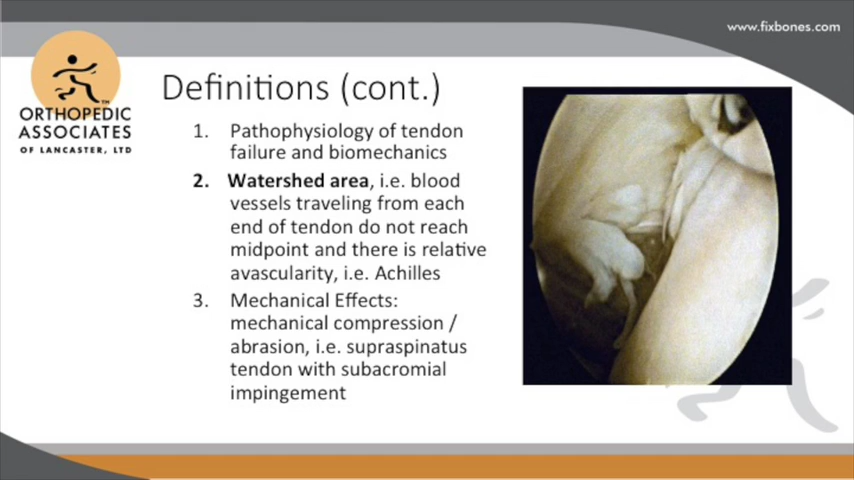 www.fixbones.com
ORTHOPEDIC
ASSOCIATES
OF LANCASTER, LTD
TM
Definitions (cont.)
1. Pathophysiology of tendon
failure and biomechanics
2. Watershed area, i.e. blood
vessels traveling from each
end of tendon do not reach
midpoint and there is relative
avascularity, i.e. Achilles
3. Mechanical Effects:
mechanical compression /
abrasion, i.e. supraspinatus
tendon with subacromial
impingement